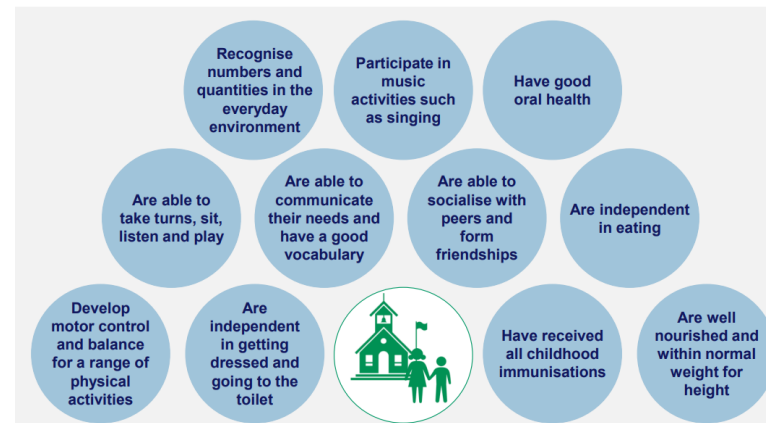 Recognise
numbers and
quantities in the
everyday
environment
Participate in
music
activities such
as singing
Have good
oral health
Are able to
take turns, sit,
listen and play
Are able to
communicate
their needs and
have a good
vocabulary
Are able to
socialise with
peers and
form
friendships
Are independent
in eating
Develop
motor control
and balance
for a range of
physical
activities
Are
independent
in getting
dressed and
going to the
toilet
Have received
all childhood
immunisations
Are well
nourished and
within normal
weight for
height